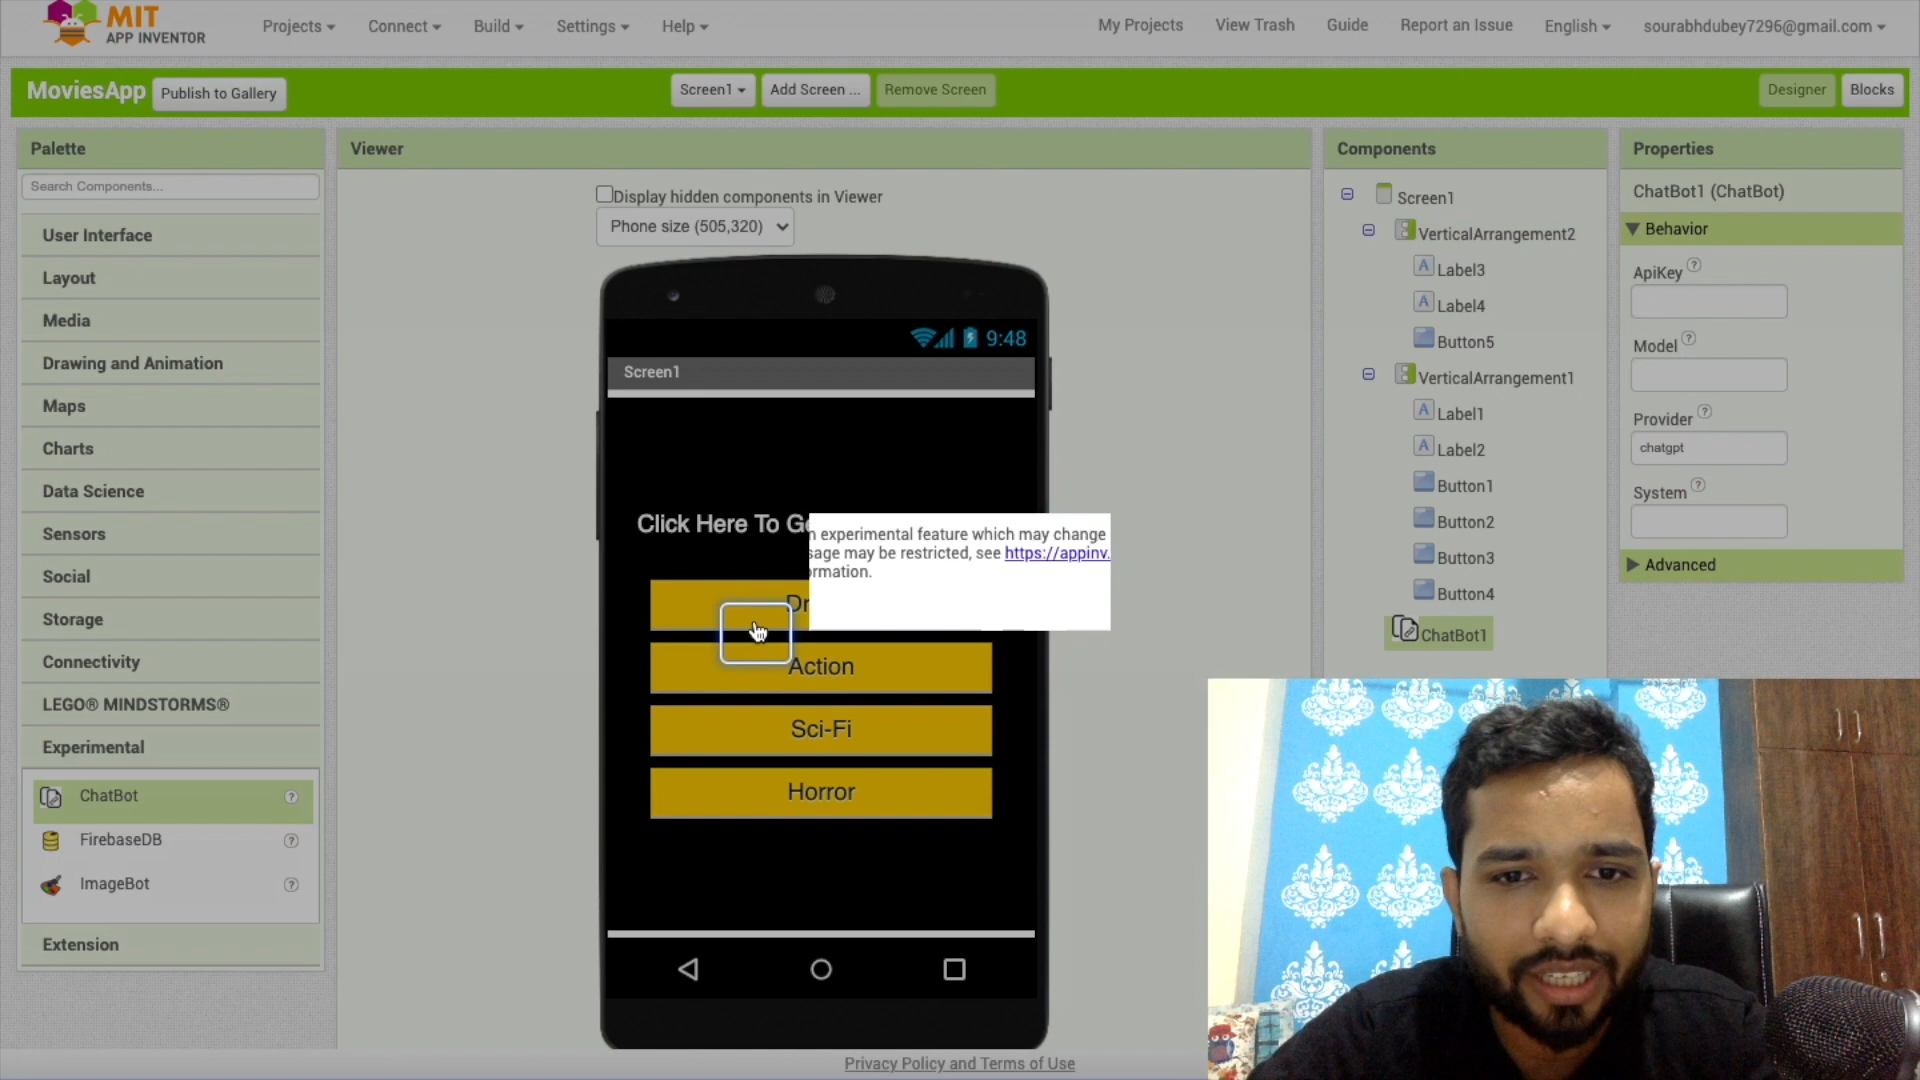 MIT
APP INVENTOR
Projects
Connect
Build
Settings
Help
My Projects
View Trash
Guide
Report an Issue
English
sourabhdubey7296@gmail.com
MoviesApp
Publish to Gallery
Screen1
Add Screen ...
Remove Screen
Designer
Blocks
Palette
Search Components...
User Interface
Layout
Media
Drawing and Animation
Maps
Charts
Data Science
Sensors
Social
Storage
Connectivity
LEGO® MINDSTORMS®
Experimental
ChatBot
?
FirebaseDB
?
ImageBot
?
Extension
Viewer
Display hidden components in Viewer
Phone size (505,320)
9:48
Screen1
Click Here To
experimental feature which may change
may be restricted, see https://appinv.
Action
Sci-Fi
Horror
Privacy Policy and Terms of Use
Components
Screen1
VerticalArrangement2
A Label3
A Label4
Button5
VerticalArrangement1
A Label1
A Label2
Button1
Button2
Button3
Button4
ChatBot1
Properties
ChatBot1 (ChatBot)
Behavior
ApiKey ?
Model ?
Provider ?
chatgpt
System ?
Advanced